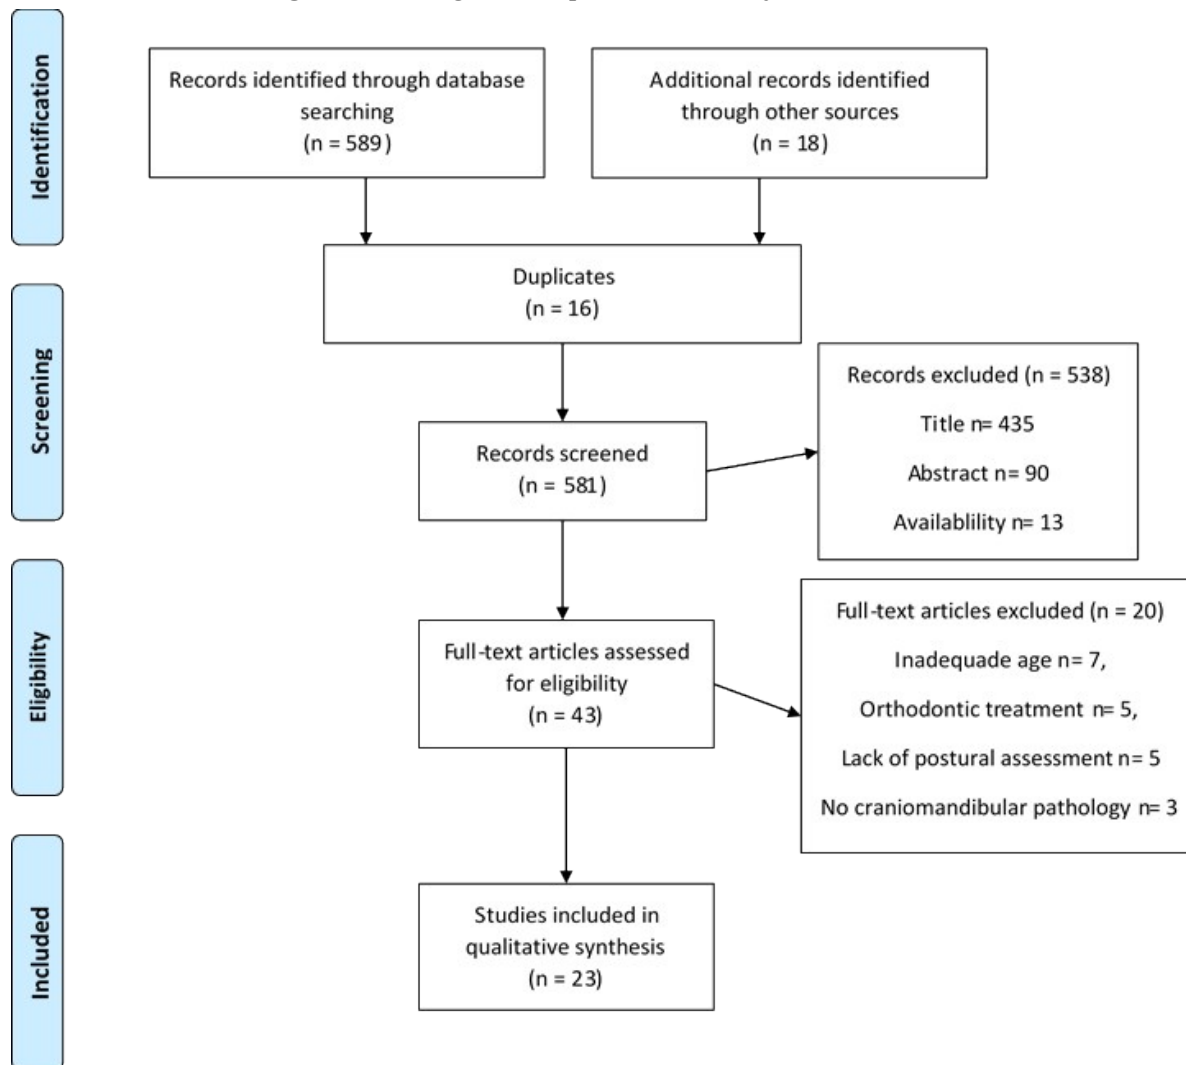 Identification
Records identified through database
searching
(n = 589)
Additional records identified
through other sources
(n = 18)
Duplicates
(n = 16)
Screening
Records screened
(n = 581)
Records excluded (n = 538)
Title n= 435
Abstract n= 90
Availablility n= 13
Eligibility
Full-text articles assessed
for eligibility
(n = 43)
Full-text articles excluded (n = 20)
Inadequade age n= 7,
Orthodontic treatment n= 5,
Lack of postural assessment n= 5
No craniomandibular pathology n= 3
Included
Studies included in
qualitative synthesis
(n = 23)